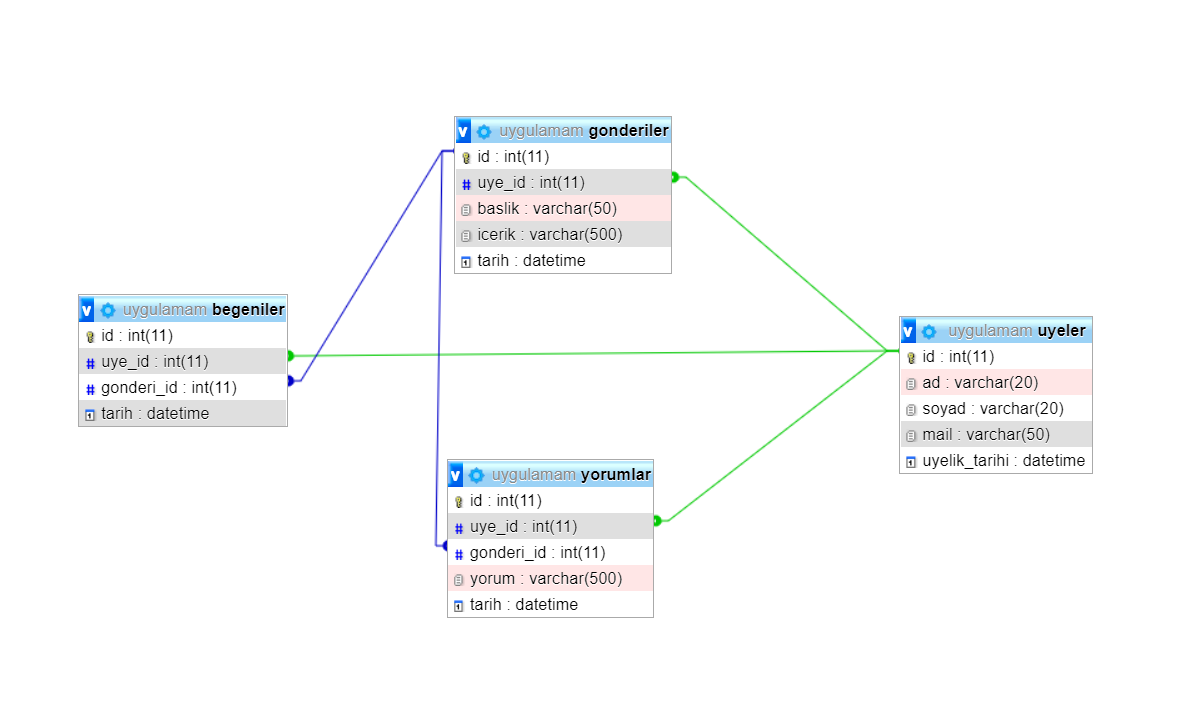 v uygulamam gonderiler
id : int(11)
# uye_id : int(11)
baslik : varchar(50)
icerik : varchar(500)
tarih : datetime
v uygulamam begeniler
id : int(11)
# uye_id : int(11)
# gonderi_id : int(11)
tarih : datetime
v uygulamam uyeler
id : int(11)
ad : varchar(20)
soyad : varchar(20)
mail : varchar(50)
uyelik_tarihi : datetime
v uygulamam yorumlar
id : int(11)
# uye_id : int(11)
# gonderi_id : int(11)
yorum : varchar(500)
tarih : datetime